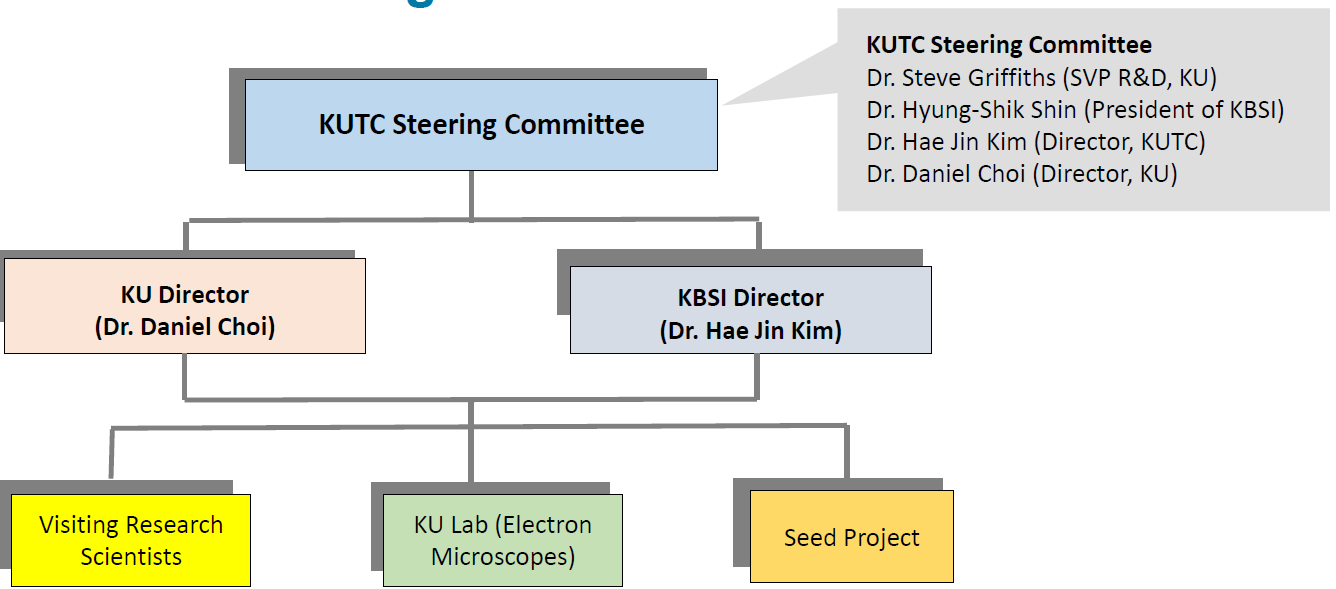 KUTC Steering Committee
KUTC Steering Committee
Dr. Steve Griffiths (SVP R&D, KU)
Dr. Hyung-Shik Shin (President of KBSI)
Dr. Hae Jin Kim (Director, KUTC)
Dr. Daniel Choi (Director, KU)
KU Director
(Dr. Daniel Choi)
KBSI Director
(Dr. Hae Jin Kim)
Visiting Research
Scientists
KU Lab (Electron
Microscopes)
Seed Project